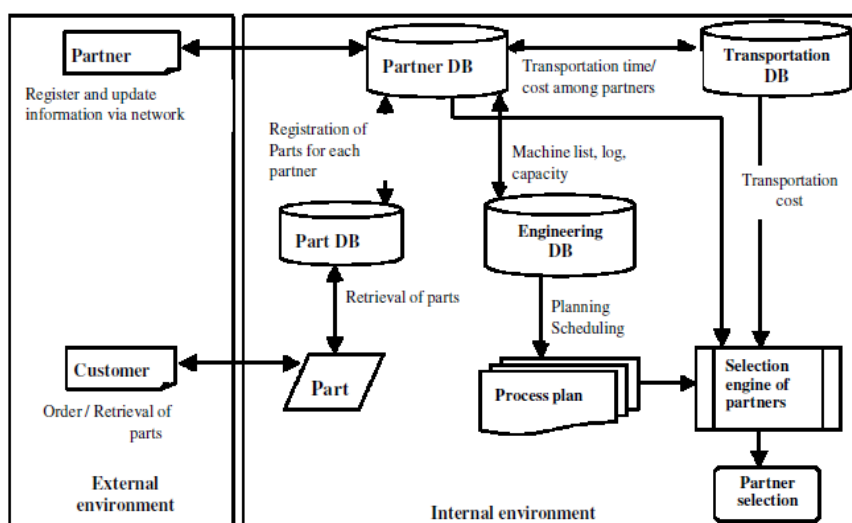 Partner
Register and update
information via network
Partner DB
Transportation time/
cost among partners
Transportation
DB
Registration of
Parts for each
partner
Machine list, log,
capacity
Transportation
cost
Part DB
Engineering
DB
Retrieval of parts
Planning
Scheduling
Customer
Order / Retrieval of
parts
Part
Process plan
Selection
engine of
partners
Partner
selection
External
environment
Internal environment